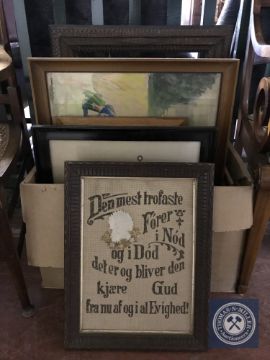 Den mest trofaste
Fører
i Nød
og i Död
det er og bliver den
kjære Gud
fra nu af og i al Evighed!